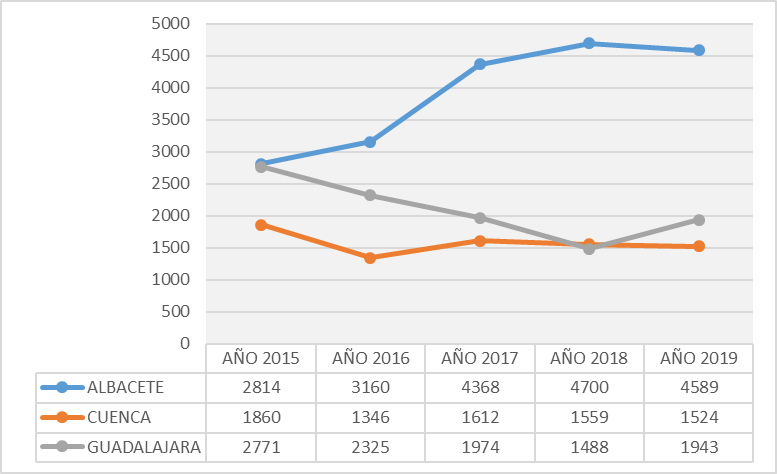 5000
4500
4000
3500
3000
2500
2000
1500
1000
500
0
AÑO 2015 AÑO 2016 AÑO 2017 AÑO 2018 AÑO 2019
ALBACETE 2814 3160 4368 4700 4589
CUENCA 1860 1346 1612 1559 1524
GUADALAJARA 2771 2325 1974 1488 1943